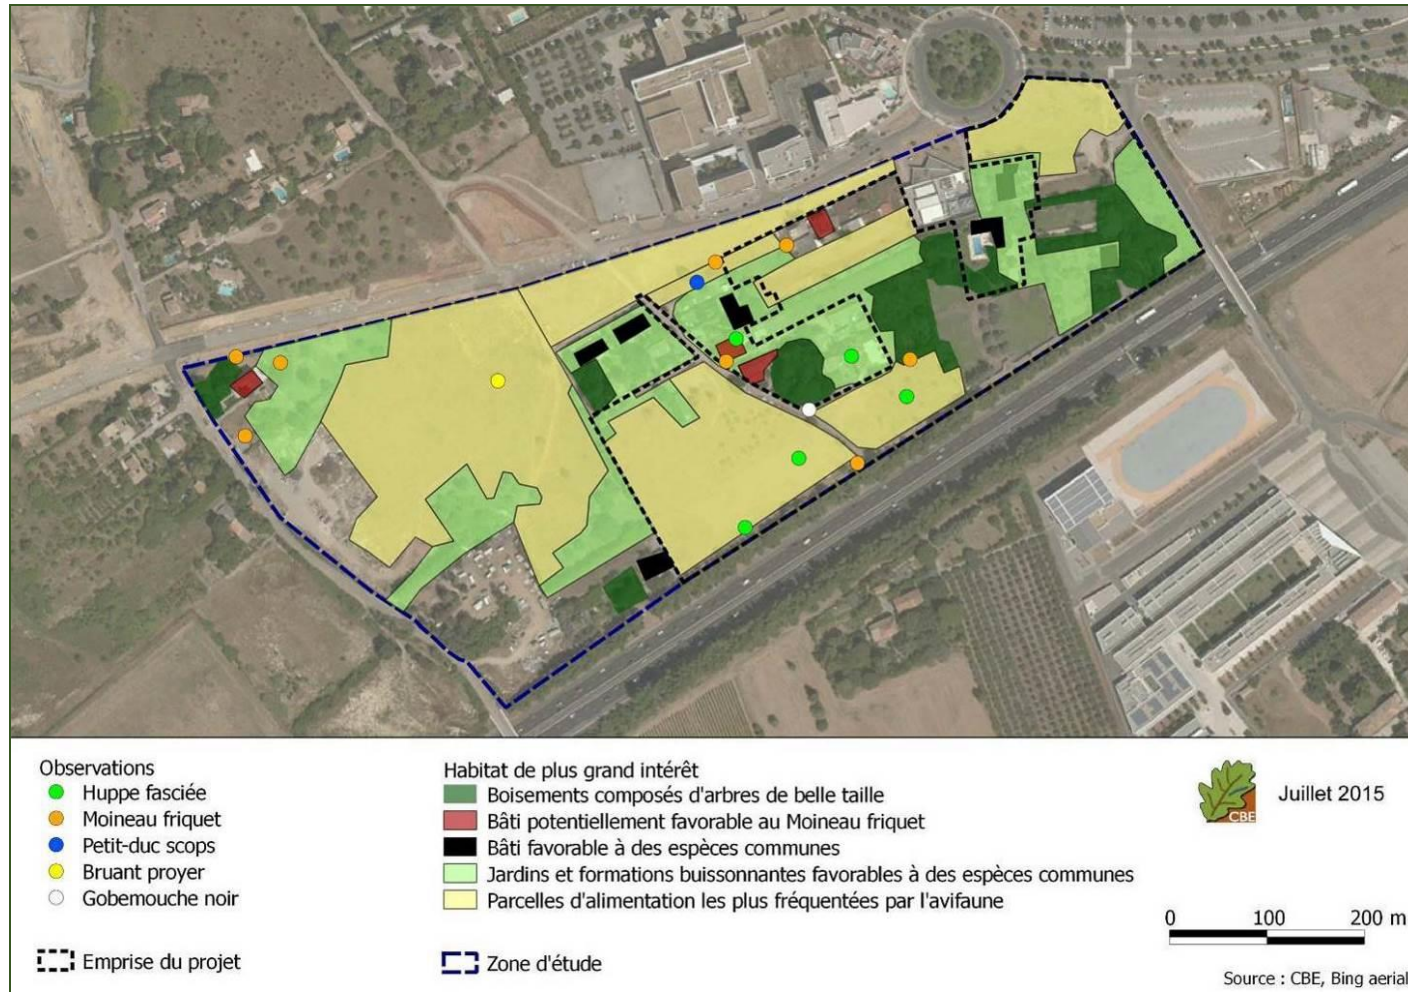 Observations
Huppe fasciée
Moineau friquet
Petit-duc scops
Bruant proyer
Gobemouche noir
Emprise du projet
Habitat de plus grand intérêt
Boisements composés d'arbres de belle taille
Bâti potentiellement favorable au Moineau friquet
Bâti favorable à des espèces communes
Jardins et formations buissonnantes favorables à des espèces communes
Parcelles d'alimentation les plus fréquentées par l'avifaune
Zone d'étude
CBE
Juillet 2015
0 100 200 m
Source : CBE, Bing aerial